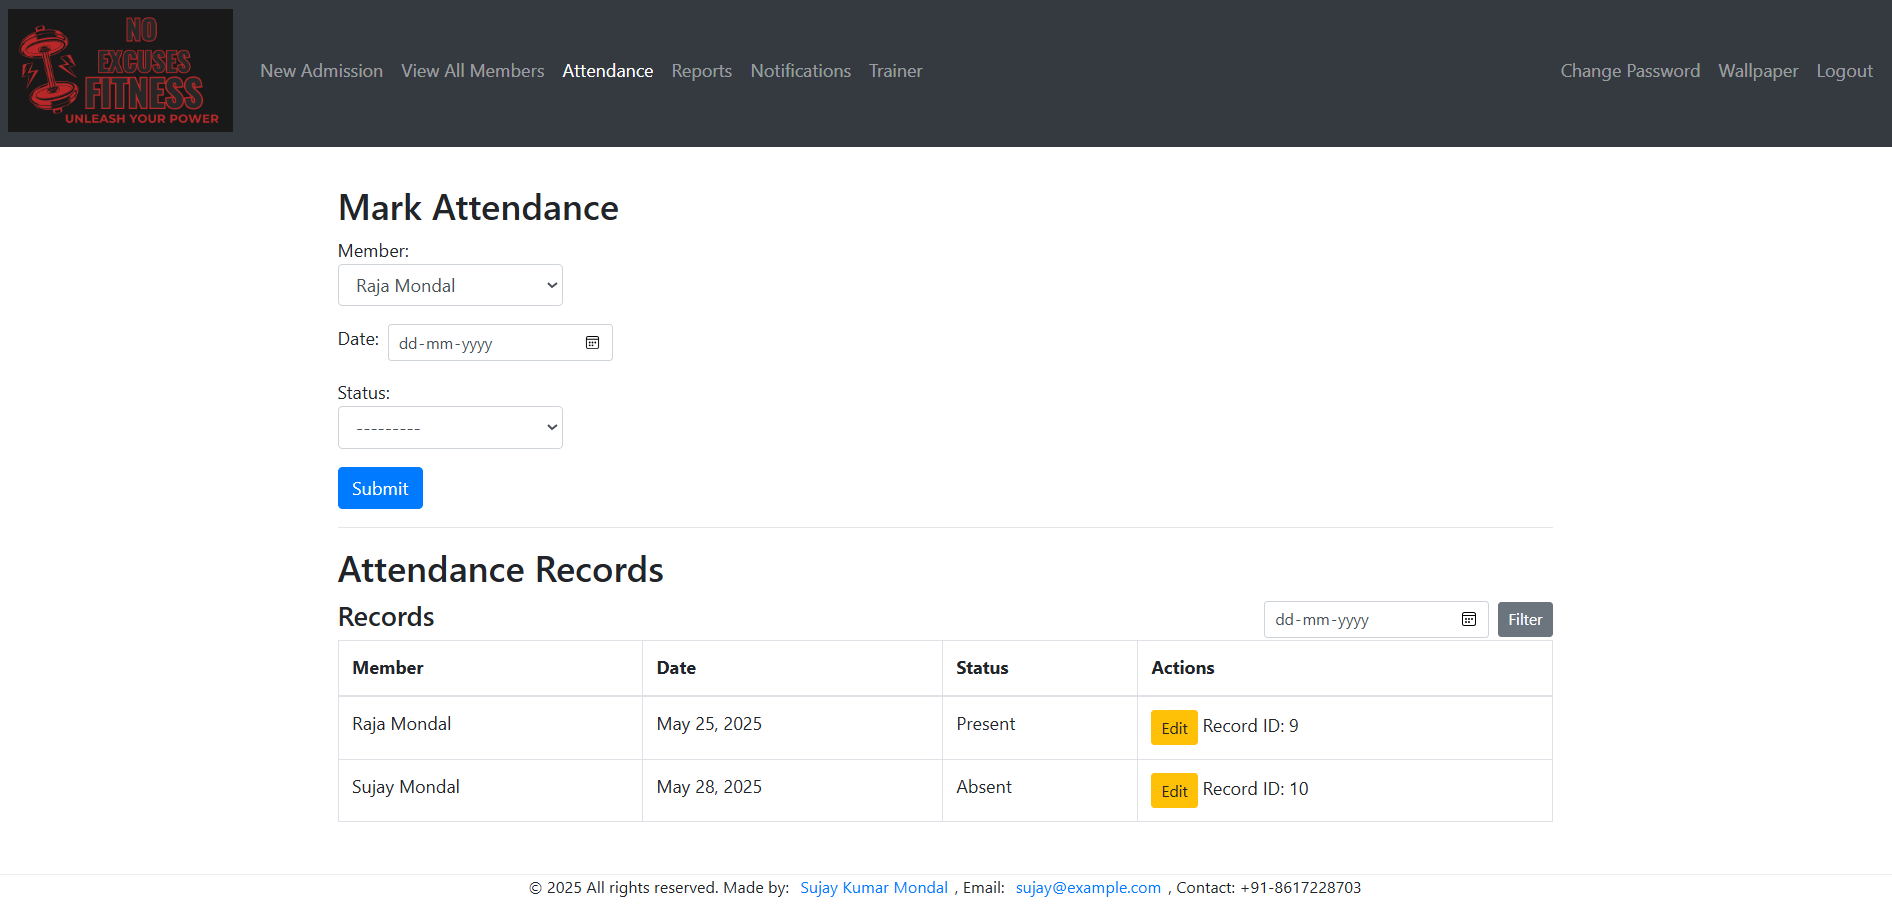 NO
EXCUSES
FITNESS
UNLEASH YOUR POWER
New Admission View All Members Attendance Reports Notifications Trainer Change Password Wallpaper Logout
Mark Attendance
Member:
Raja Mondal
Date: dd-mm-yyyy
Status:
---------
Submit
Attendance Records
Records dd-mm-yyyy Filter
Member Date Status Actions
Raja Mondal May 25, 2025 Present Edit Record ID: 9
Sujay Mondal May 28, 2025 Absent Edit Record ID: 10
© 2025 All rights reserved. Made by: Sujay Kumar Mondal , Email: sujay@example.com , Contact: +91-8617228703